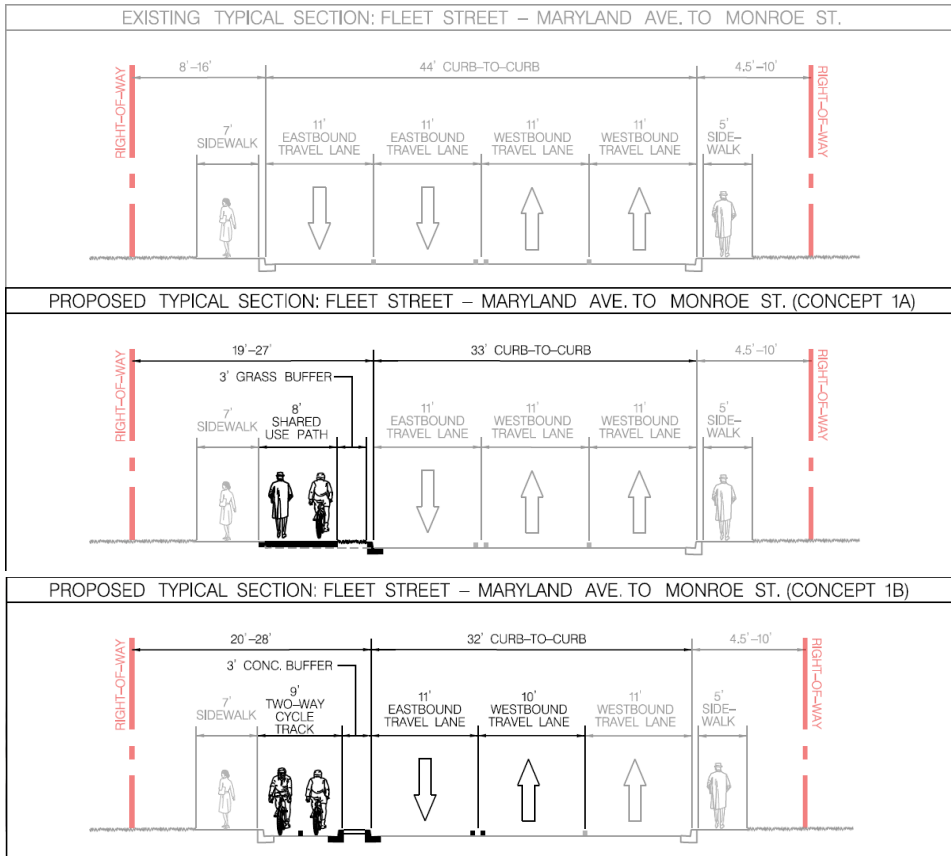 EXISTING TYPICAL SECTION: FLEET STREET – MARYLAND AVE. TO MONROE ST.
8'–16'
44' CURB–TO–CURB
4.5'–10'
RIGHT–OF–WAY
7'
SIDEWALK
11'
EASTBOUND
TRAVEL LANE
11'
EASTBOUND
TRAVEL LANE
11'
WESTBOUND
TRAVEL LANE
11'
WESTBOUND
TRAVEL LANE
5'
SIDE–
WALK
RIGHT–OF–WAY
PROPOSED TYPICAL SECTION: FLEET STREET – MARYLAND AVE. TO MONROE ST. (CONCEPT 1A)
19'–27'
33' CURB–TO–CURB
4.5'–10'
3' GRASS BUFFER
RIGHT–OF–WAY
7'
SIDEWALK
8'
SHARED
USE PATH
11'
EASTBOUND
TRAVEL LANE
11'
WESTBOUND
TRAVEL LANE
11'
WESTBOUND
TRAVEL LANE
5'
SIDE–
WALK
RIGHT–OF–WAY
PROPOSED TYPICAL SECTION: FLEET STREET – MARYLAND AVE. TO MONROE ST. (CONCEPT 1B)
20'–28'
32' CURB–TO–CURB
4.5'–10'
3' CONC. BUFFER
RIGHT–OF–WAY
7'
SIDEWALK
9'
TWO–WAY
CYCLE
TRACK
11'
EASTBOUND
TRAVEL LANE
10'
WESTBOUND
TRAVEL LANE
11'
WESTBOUND
TRAVEL LANE
5'
SIDE–
WALK
RIGHT–OF–WAY